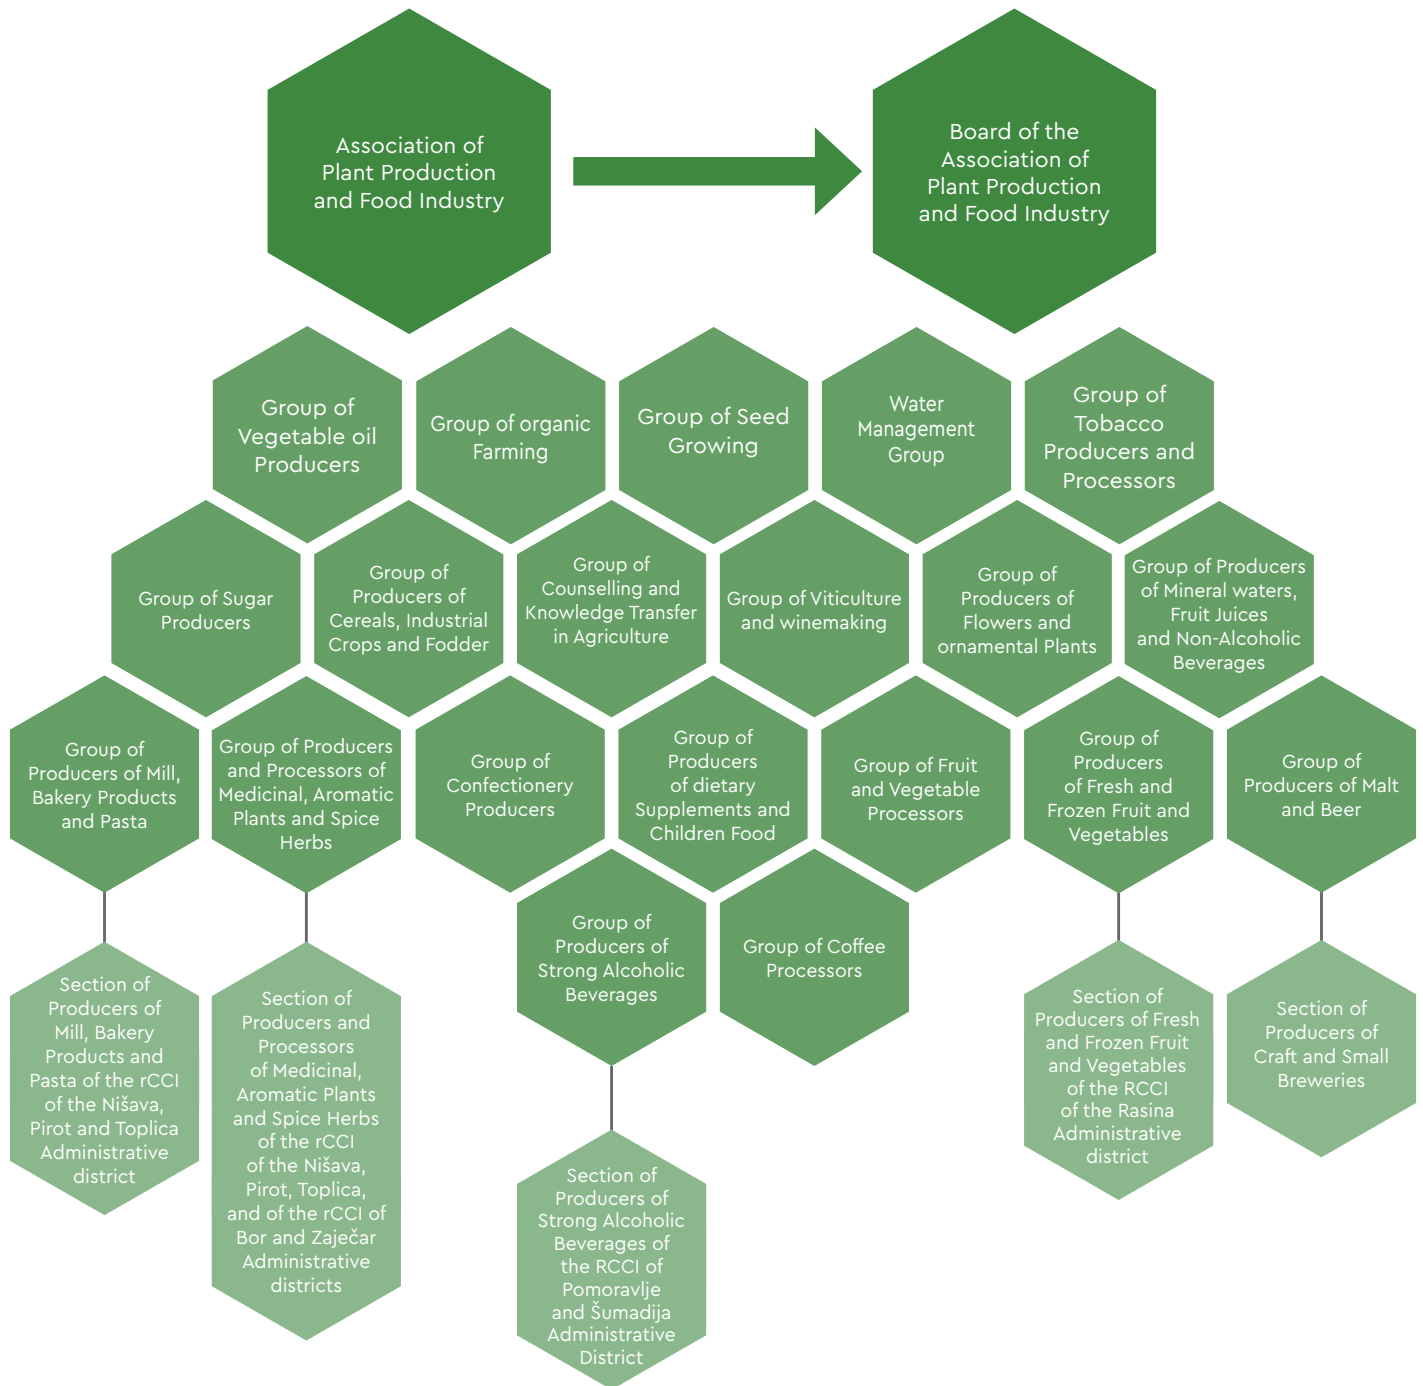 Association of
Plant Production
and Food Industry
Board of the
Association of
Plant Production
and Food Industry
Group of
Vegetable oil
Producers
Group of organic
Farming
Group of Seed
Growing
Water
Management
Group
Group of
Tobacco
Producers and
Processors
Group of Sugar
Producers
Group of
Producers of
Cereals, Industrial
Crops and Fodder
Group of
Counselling and
Knowledge Transfer
in Agriculture
Group of Viticulture
and winemaking
Group of
Producers of
Flowers and
ornamental Plants
Group of Producers
of Mineral waters,
Fruit Juices
and Non-Alcoholic
Beverages
Group of
Producers of Mill,
Bakery Products
and Pasta
Group of Producers
and Processors of
Medicinal, Aromatic
Plants and Spice
Herbs
Group of
Confectionery
Producers
Group of
Producers
of dietary
Supplements and
Children Food
Group of Fruit
and Vegetable
Processors
Group of
Producers
of Fresh and
Frozen Fruit and
Vegetables
Group of
Producers of Malt
and Beer
Group of
Producers of
Strong Alcoholic
Beverages
Group of Coffee
Processors
Section of
Producers of
Mill, Bakery
Products and
Pasta of the rCCI
of the Nišava,
Pirot and Toplica
Administrative
district
Section of
Producers and
Processors
of Medicinal,
Aromatic Plants
and Spice Herbs
of the rCCI
of the Nišava,
Pirot, Toplica,
and of the rCCI of
Bor and Zaječar
Administrative
districts
Section of
Producers of
Strong Alcoholic
Beverages of
the RCCI of
Pomoravlje
and Šumadija
Administrative
District
Section of
Producers of Fresh
and Frozen Fruit
and Vegetables
of the RCCI
of the Rasina
Administrative
district
Section of
Producers of
Craft and Small
Breweries